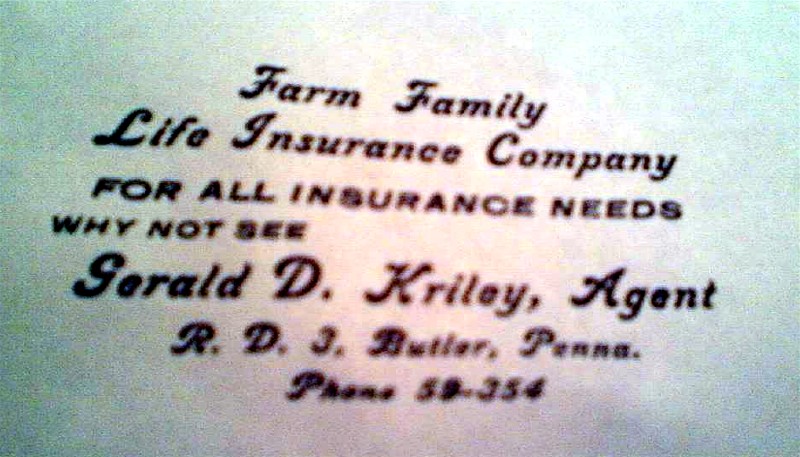 Farm Family
Life Insurance Company
FOR ALL INSURANCE NEEDS
WHY NOT SEE
Gerald D. Kriley, Agent
R. D. 3, Butler, Penna.
Phone 59-354